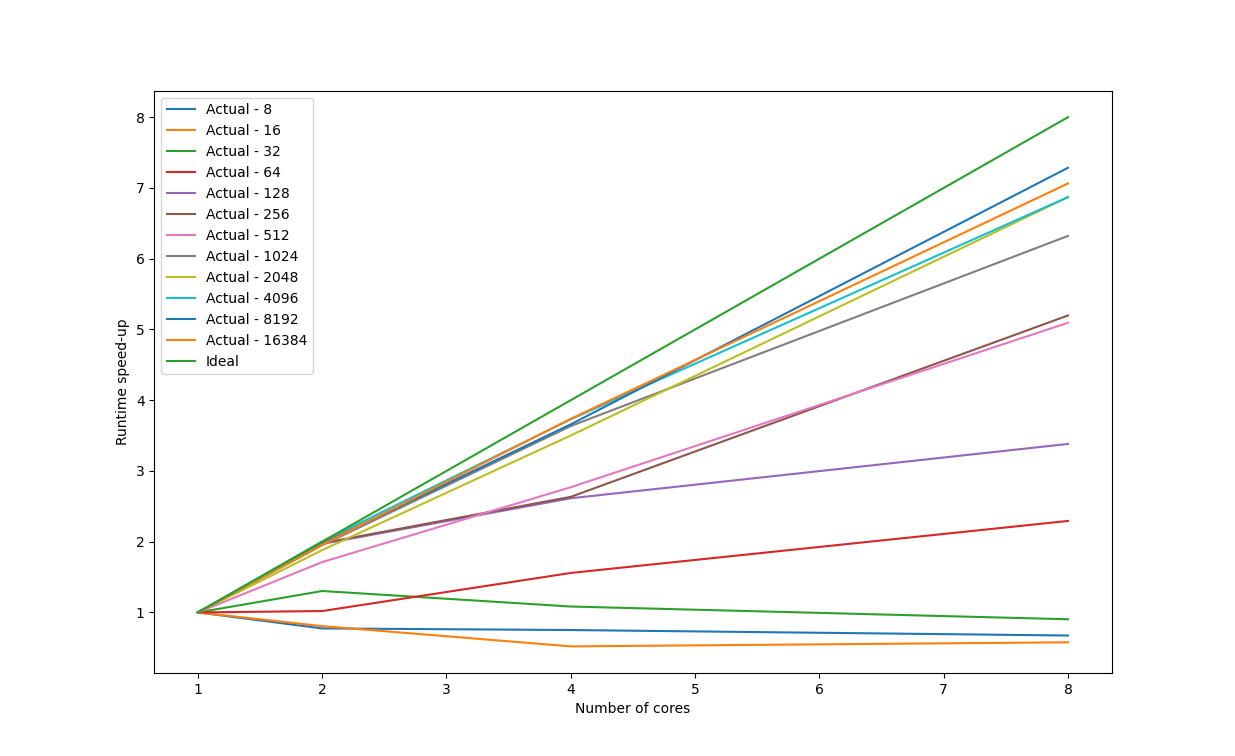 Actual - 8
Actual - 16
Actual - 32
Actual - 64
Actual - 128
Actual - 256
Actual - 512
Actual - 1024
Actual - 2048
Actual - 4096
Actual - 8192
Actual - 16384
Ideal
8
7
6
5
4
3
2
1
Runtime speed-up
1 2 3 4 5 6 7 8
Number of cores